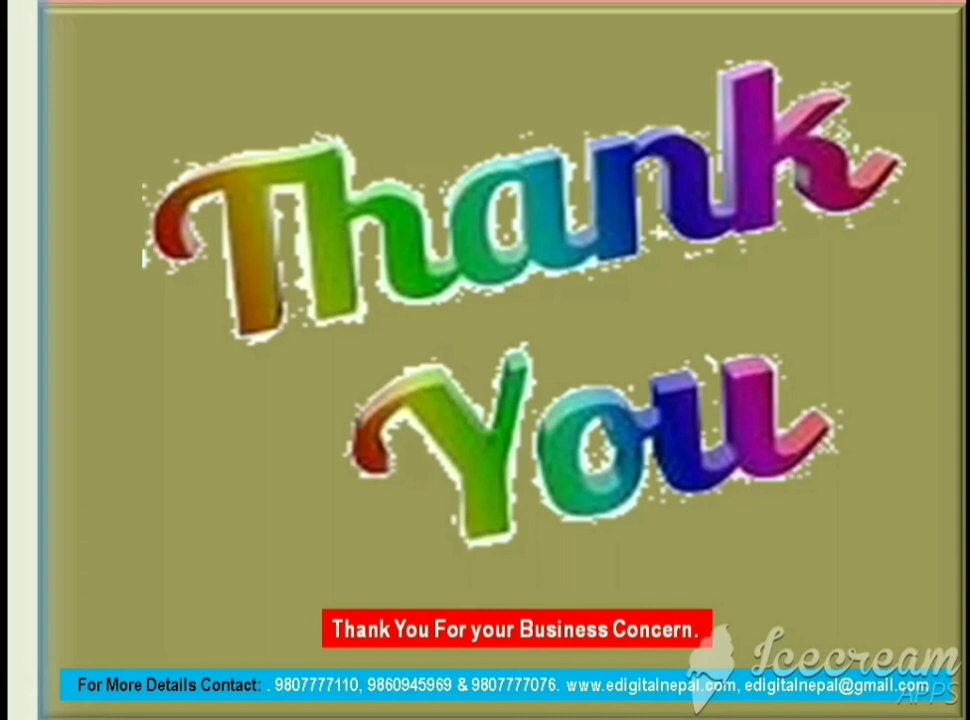 Thank
You
Thank You For your Business Concern.
For More Details Contact: . 9807777110, 9860945969 & 9807777076. www.edigitalnepal.com, edigitalnepal@gmail.com
Icecream
APPS